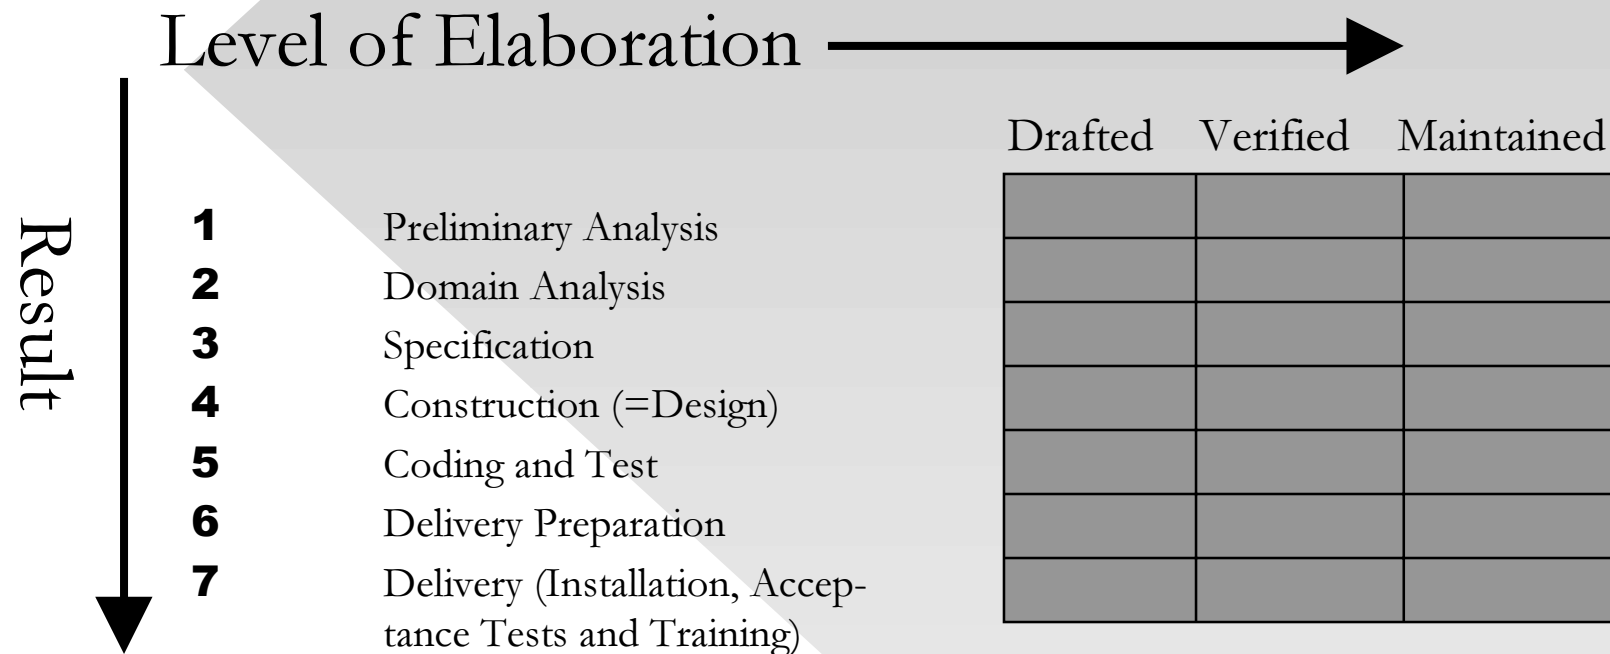 Level of Elaboration
Drafted Verified Maintained
Result
1 Preliminary Analysis
2 Domain Analysis
3 Specification
4 Construction (=Design)
5 Coding and Test
6 Delivery Preparation
7 Delivery (Installation, Accep-
tance Tests and Training)